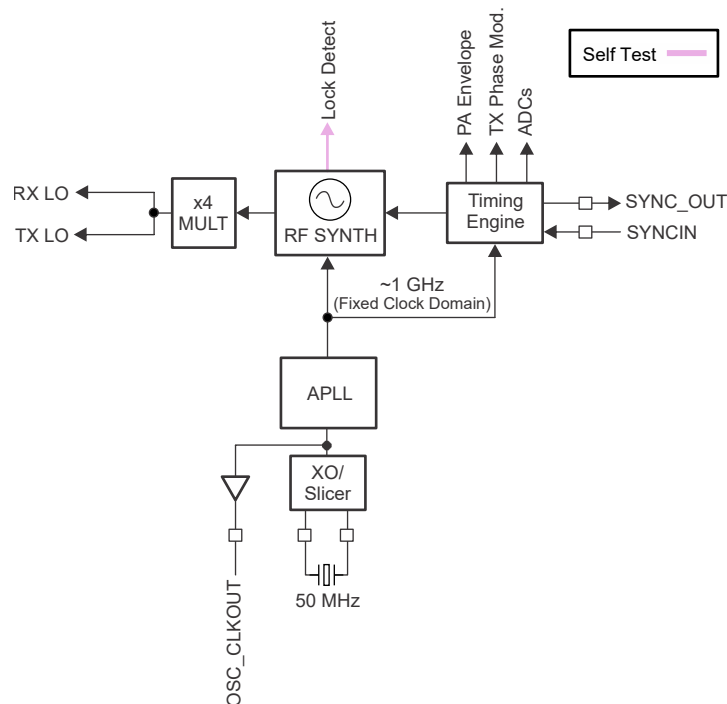 Self Test
Lock Detect
PA Envelope
TX Phase Mod.
ADCs
RX LO
TX LO
x4
MULT
RF SYNTH
Timing
Engine
SYNC_OUT
SYNCIN
~1 GHz
(Fixed Clock Domain)
APLL
XO/
Slicer
50 MHz
OSC_CLKOUT